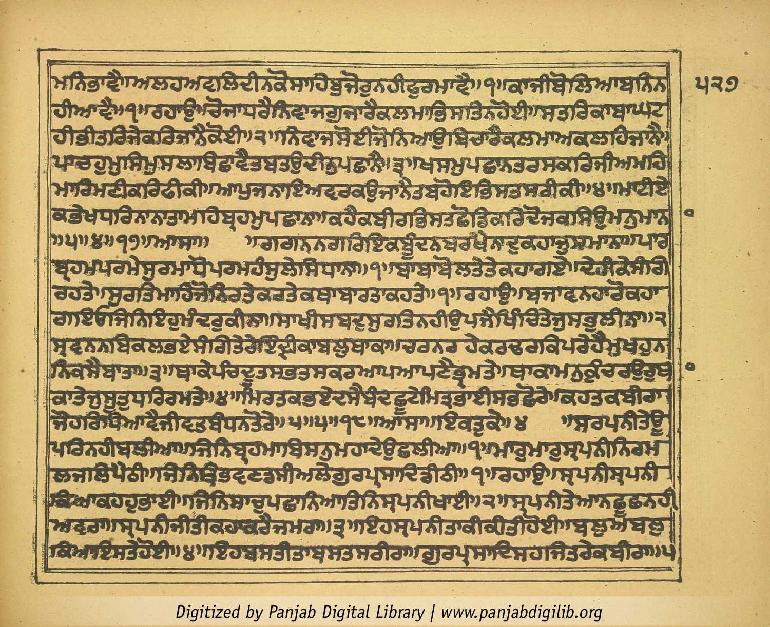 ਮਨਿਭਾਵੈ॥ਅਲਹਅਵਲਿਦੀਨਕੋਸਾਹਿਬੁਜੋਰੁਨਹੀਫੁਰਮਾਵੈ॥੧॥ਕਾਜੀਬੋਲਿਆਬਨਿਨ
ਹੀਆਵੈ॥੧॥ਰਹਾਉ॥ਰੋਜਾਧਰੈਨਿਵਾਜਗੁਜਾਰੈਕਲਮਾਭਿਸਤਿਨਹੋਈ॥ਸਤਰਿਕਾਬਾਘਟ
ਹੀਭੀਤਰਿਜੇਕਰਿਜਾਨੈਕੋਈ॥੨॥ਨਿਵਾਜਸੋਈਜੋਨਿਆਉਬਿਚਾਰੈਕਲਮਾਅਕਲਹਿਜਾਨੈ॥
ਪਾਚਹੁਮੁਸਿਮੁਸਲਾਬਿਛਾਵੈਤਬਤਉਦੀਨੁਪਛਾਨੈ॥੩॥ਖਸਮੁਪਛਾਨਤਰਸਕਰਿਜੀਅਮਹਿ
ਮਾਰਿਮਣੀਕਰਿਫੀਕੀ॥ਆਪੁਜਨਾਇਅਵਰਕਉਜਾਨੈਤਬਹੋਇਭਿਸਤਸਰੀਕੀ॥੪॥ਮਾਟੀਏ
ਕਭੇਖਧਰਿਨਾਨਾਤਾਮਹਿਬ੍ਰਹਮੁਪਛਾਨਾ॥ਕਹੈਕਬੀਰਾਭਿਸਤਛੋਡਿਕਰਿਦੋਜਕਸਿਉਮਨੁਮਾਨ
॥੫॥੪॥੧੭॥ਆਸਾ॥ ॥ਗਗਨਨਗਰਿਇਕਬੂੰਦਨਬਰਖੈਨਾਦੁਕਹਾਜੁਸਮਾਨਾ॥ਪਾਰ
ਬ੍ਰਹਮਪਰਮੇਸੁਰਮਾਧੋਪਰਮਹੰਸੁਲੇਸਿਧਾਨਾ॥੧॥ਬਾਬਾਬੋਲਤੇਤੇਕਹਾਗਏ॥ਦੇਹੀਕੇਸੰਗਿ
ਰਹਤੇ॥ਸੁਰਤਿਮਾਹਿਜੋਨਿਰਤੇਕਰਤੇਕਥਾਬਾਰਤਾਕਹਤੇ॥੧॥ਰਹਾਉ॥ਬਜਾਵਨਹਾਰੋਕਹਾ
ਗਇਓਜਿਨਿਇਹੁਮੰਦਰੁਕੀਨਾ॥ਸਾਖੀਸਬਦੁਸੁਰਤਿਨਹੀਉਪਜੈਖਿੰਚਿਤੇਜੁਸਭੁਲੀਨਾ॥੨
ਸ੍ਰਵਨਨਬਿਕਲਭਏਸੰਗਿਤੇਰੇਇੰਦ੍ਰੀਕਾਬਲੁਥਾਕਾ॥ਚਰਨਰਹੇਕਰਢਰਕਿਪਰੇਹੈਮੁਖਹੁਨ
ਨਿਕਸੈਬਾਤਾ॥੩॥ਥਾਕੇਪੰਚਦੂਤਸਭਤਸਕਰਆਪਆਪਣੈਭ੍ਰਮਤੇ॥ਥਾਕਾਮਨੁਕੁੰਚਰਉਰੁਥ
ਕਾਤੇਜੁਸੂਤੁਧਰਿਰਮਤੇ॥੪॥ਮਿਰਤਕਭਏਦਸੈਬੰਦਛੂਟੇਮਿਤ੍ਰਭਾਈਸਭਛੋਰੇ॥ਕਹਤਕਬੀਰਾ
ਜੋਹਰਿਧਿਆਵੈਜੀਵਤਬੰਧਨਤੋਰੇ॥੫॥੫॥੧੮॥ਆਸਾ॥ਇਕਤੁਕੇ॥੪ ॥ਸਰਪਨੀਤੇਊ
ਪਰਿਨਹੀਬਲੀਆ॥ਜਿਨਿਬ੍ਰਹਮਾਬਿਸਨੁਮਹਾਦੇਉਛਲੀਆ॥੧॥ਮਾਰੁਮਾਰੁਸ੍ਰਪਨੀਨਿਰਮ
ਲਜਲਿਪੈਠੀ॥ਜਿਨਿਤ੍ਰਿਭਵਣਡਸੀਅਲੇਗੁਰਪ੍ਰਸਾਦਿਡੀਠੀ॥੧॥ਰਹਾਉ॥ਸ੍ਰਪਨੀਸ੍ਰਪਨੀ
ਕਿਆਕਹਹੁਭਾਈ॥ਜਿਨਿਸਾਚੁਪਛਾਨਿਆਤਿਨਿਸ੍ਰਪਨੀਖਾਈ॥੨॥ਸ੍ਰਪਨੀਤੇਆਨਛੂਛਨਹੀ
ਅਵਰਾ॥ਸ੍ਰਪਨੀਜੀਤੀਕਹਾਕਰੈਜਮਰਾ॥੩॥ਇਹਸ੍ਰਪਨੀਤਾਕੀਕੀਤੀਹੋਈ॥ਬਲੁਅਬਲੁ
ਕਿਆਇਸਤੇਹੋਈ॥੪॥ਇਹਬਸਤੀਤਾਬਸਤਸਰੀਰਾ॥ਗੁਰਪ੍ਰਸਾਦਿਸਹਜਿਤਰੇਕਬੀਰਾ॥੫
੫੨੭
Digitized by Panjab Digital Library | www.panjabdigilib.org